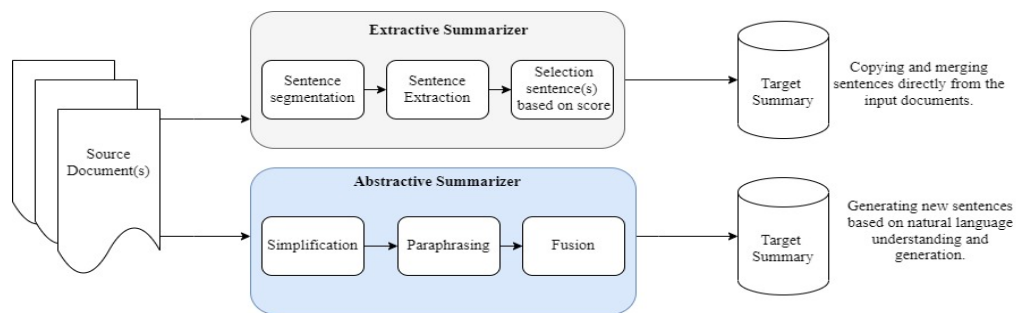 Extractive Summarizer
Sentence
segmentation
Sentence
Extraction
Selection
sentence(s)
based on score
Target
Summary
Copying and merging
sentences directly from the
input documents.
Source
Document(s)
Abstractive Summarizer
Simplification
Paraphrasing
Fusion
Target
Summary
Generating new sentences
based on natural language
understanding and
generation.